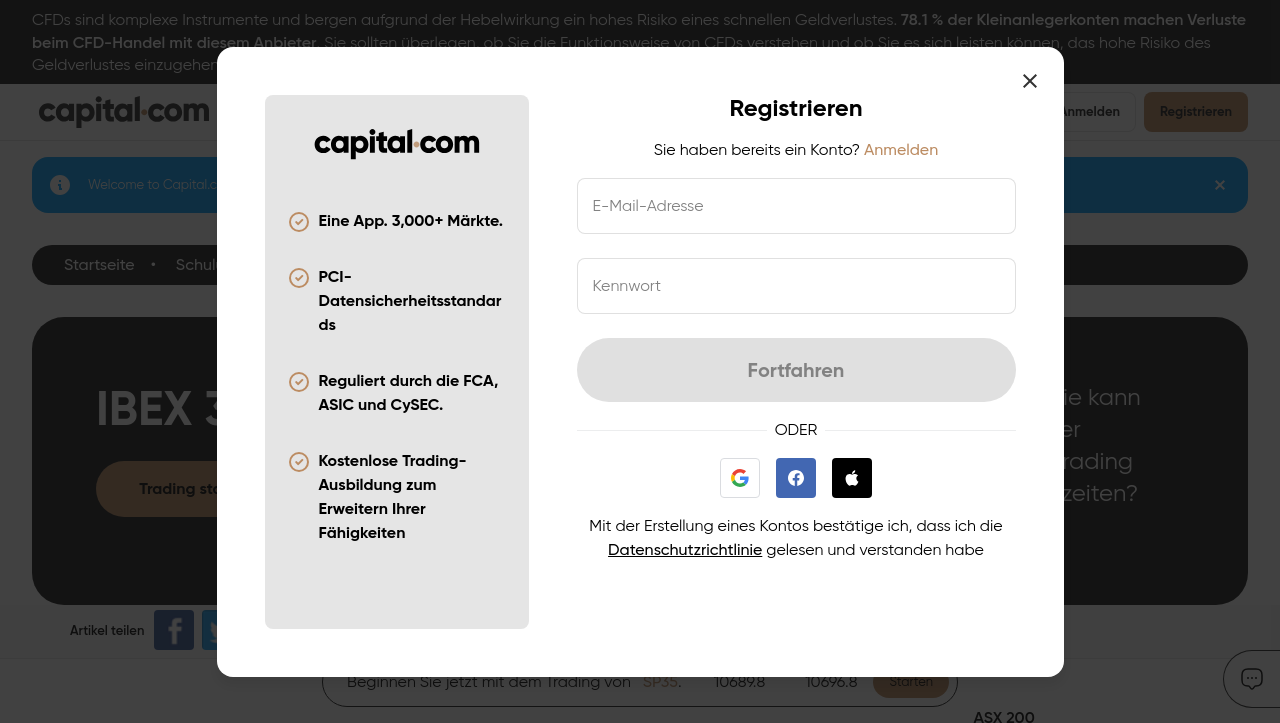 CFDs sind komplexe Instrumente und bergen aufgrund der Hebelwirkung ein hohes Risiko eines schnellen Geldverlustes. 78.1 % der Kleinanlegerkonten machen Verluste
beim CFD-Handel mit diesem Anbieter. Sie sollten überlegen, ob Sie die Funktionsweise von CFDs verstehen und ob Sie es sich leisten können, das hohe Risiko des
Geldverlustes einzugehen
capital.com
Anmelden
Registrieren
Welcome to Capital.c
Startseite • Schul
IBEX 3
Trading sta
ie kann
er
rading
zeiten?
Artikel teilen
Beginnen Sie jetzt mit dem Trading von SP35. 10689.8 10696.8 Starten
ASX 200
capital.com
Eine App. 3,000+ Märkte.
PCI-
Datensicherheitsstandar
ds
Reguliert durch die FCA,
ASIC und CySEC.
Kostenlose Trading-
Ausbildung zum
Erweitern Ihrer
Fähigkeiten
Registrieren
Sie haben bereits ein Konto? Anmelden
E-Mail-Adresse
Kennwort
Fortfahren
ODER
Mit der Erstellung eines Kontos bestätige ich, dass ich die
Datenschutzrichtlinie gelesen und verstanden habe